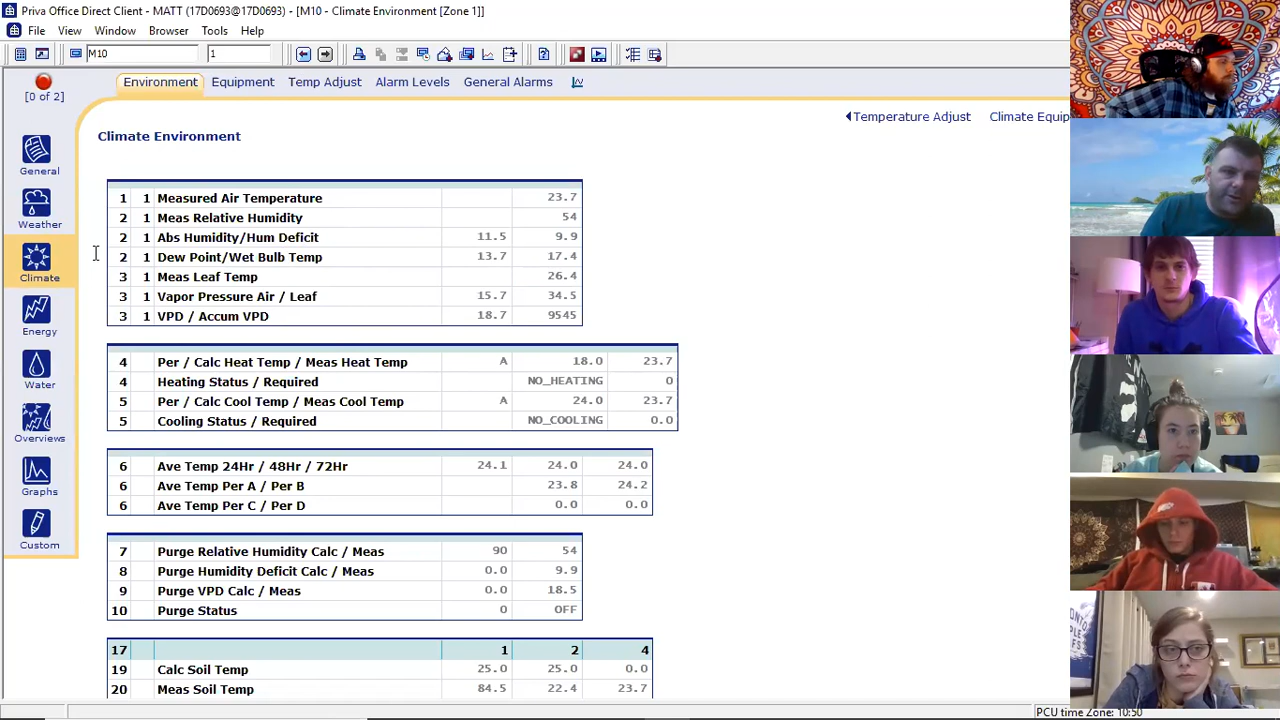 Priva Office Direct Client - MATT (17D0693@17D0693) - [M10 - Climate Environment [Zone 1]]
File View Window Browser Tools Help
M10 1
[0 of 2]
Environment Equipment Temp Adjust Alarm Levels General Alarms
Temperature Adjust Climate Equip
Climate Environment
General
Weather
Climate
Energy
Water
Overviews
Graphs
Custom
1 1 Measured Air Temperature 23.7
2 1 Meas Relative Humidity 54
2 1 Abs Humidity/Hum Deficit 11.5 9.9
2 1 Dew Point/Wet Bulb Temp 17.4
3 1 Meas Leaf Temp 26.4
3 1 Vapor Pressure Air / Leaf 15.7 34.5
3 1 VPD / Accum VPD 18.7 9545
4 Per / Calc Heat Temp / Meas Heat Temp A 18.0 23.7
4 Heating Status / Required NO_HEATING 0
5 Per / Calc Cool Temp / Meas Cool Temp A 24.0 23.7
5 Cooling Status / Required NO_COOLING 0.0
6 Ave Temp 24Hr / 48Hr / 72Hr 24.1 24.0 24.0
6 Ave Temp Per A / Per B 23.8 24.2
6 Ave Temp Per C / Per D 0.0 0.0
7 Purge Relative Humidity Calc / Meas 90 54
8 Purge Humidity Deficit Calc / Meas 0.0 9.9
9 Purge VPD Calc / Meas 0.0 18.5
10 Purge Status 0 OFF
17 1 2 4
19 Calc Soil Temp 25.0 25.0 0.0
20 Meas Soil Temp 84.5 22.4 23.7
PCU time Zone: 10:50